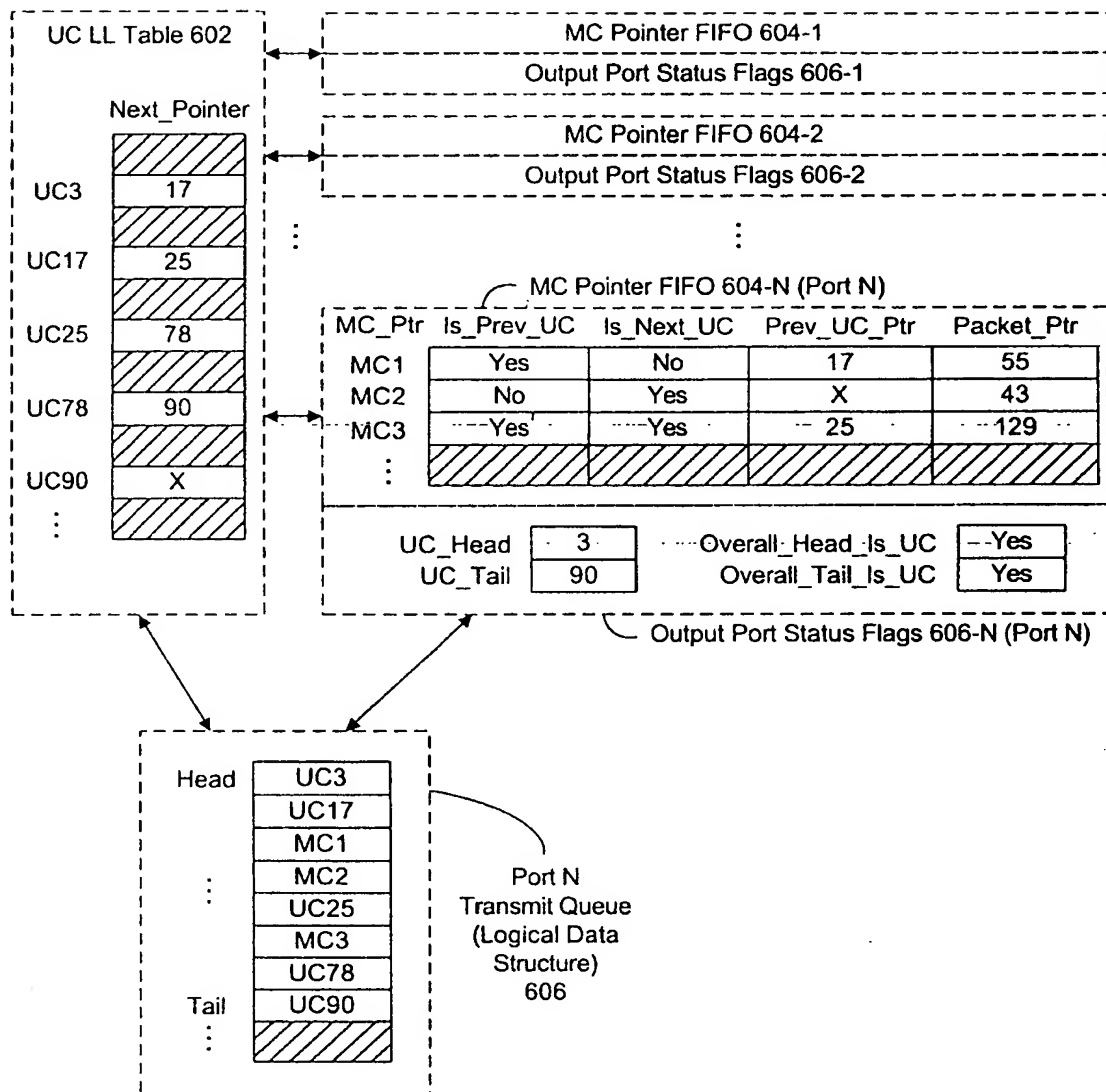 UC LL Table 602
Next_Pointer
UC3 17
UC17 25
UC25 78
UC78 90
UC90 X
MC Pointer FIFO 604-1
Output Port Status Flags 606-1
MC Pointer FIFO 604-2
Output Port Status Flags 606-2
MC Pointer FIFO 604-N (Port N)
MC_Ptr Is_Prev_UC Is_Next_UC Prev_UC_Ptr Packet_Ptr
MC1 Yes No 17 55
MC2 No Yes X 43
MC3 Yes Yes 25 129
UC_Head 3 Overall_Head_Is_UC Yes
UC_Tail 90 Overall_Tail_Is_UC Yes
Output Port Status Flags 606-N (Port N)
Head UC3
UC17
MC1
MC2
UC25
MC3
UC78
Tail UC90
Port N
Transmit Queue
(Logical Data
Structure)
606